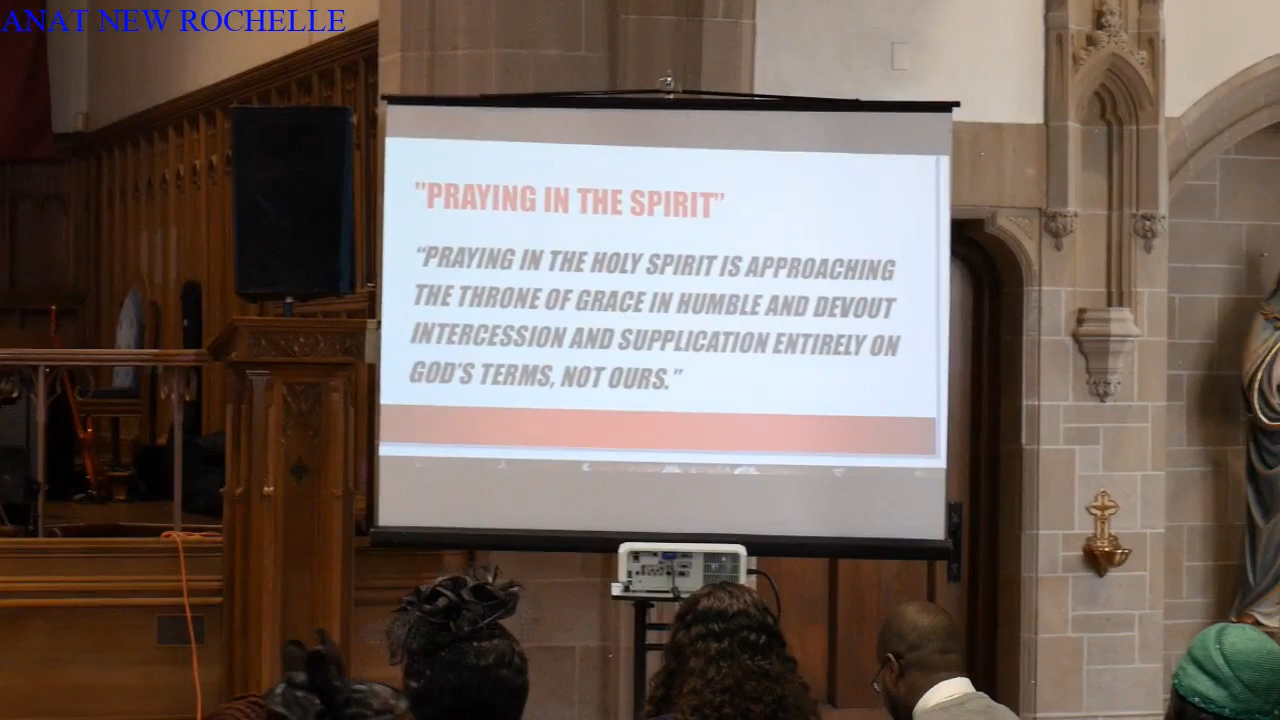 ANAT NEW ROCHELLE
"PRAYING IN THE SPIRIT"
“PRAYING IN THE HOLY SPIRIT IS APPROACHING
THE THRONE OF GRACE IN HUMBLE AND DEVOUT
INTERCESSION AND SUPPLICATION ENTIRELY ON
GOD'S TERMS, NOT OURS.”